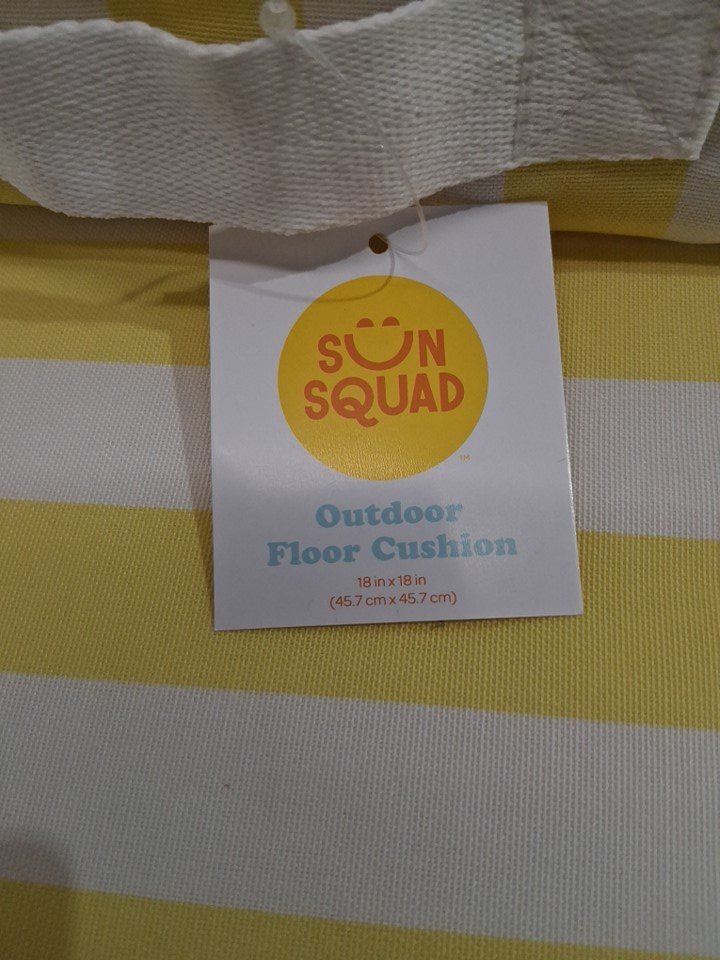 SUN
SQUAD
™
Outdoor
Floor Cushion
18 in x 18 in
(45.7 cm x 45.7 cm)